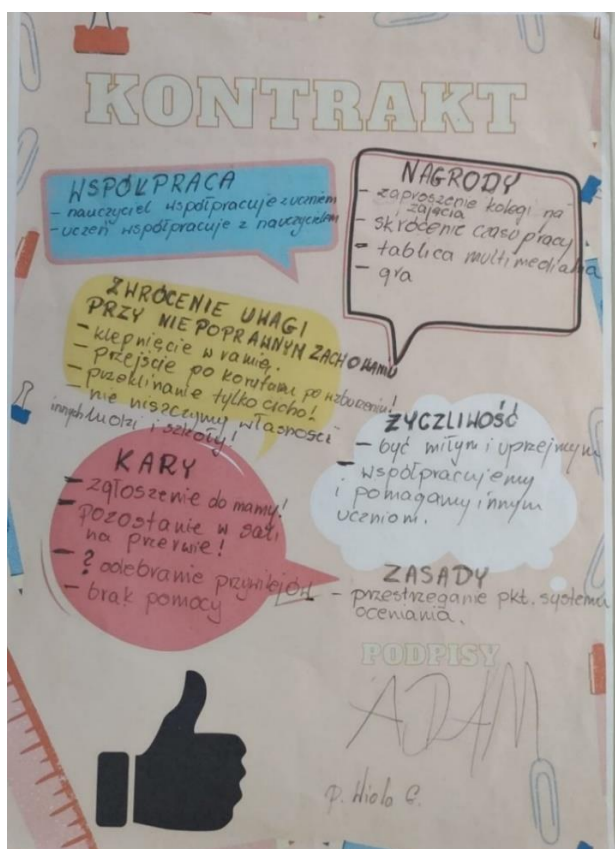 KONTRAKT
WSPÓŁPRACA
- nauczyciel współpracuje z uczniem
- uczeń współpracuje z nauczycielem
NAGRODY
- zaproszenie kolegi na
i zajęcia
- skrócenie czasu pracy
- tablica multimedialna
- gra
ZWRÓCENIE UWAGI
PRZY NIEPOPRAWNYM ZACHOWANIU
- klepnięcie w ramię.
- przejście po korytarzu po wzburzeniu!
- przeklinanie tylko cicho!
- nie niszczymy własności
innych ludzi i szkoły!
ŻYCZLIWOŚĆ
- być miłym i uprzejmym
- współpracujemy
i pomagamy innym
uczniom.
KARY
- zgłoszenie do mamy!
- pozostanie w sali
na przerwie!
- ? odebranie przywilejów
- brak pomocy
ZASADY
- przestrzeganie pkt. systemu
oceniania.
PODPISY
ADAM
p. Wiola G.